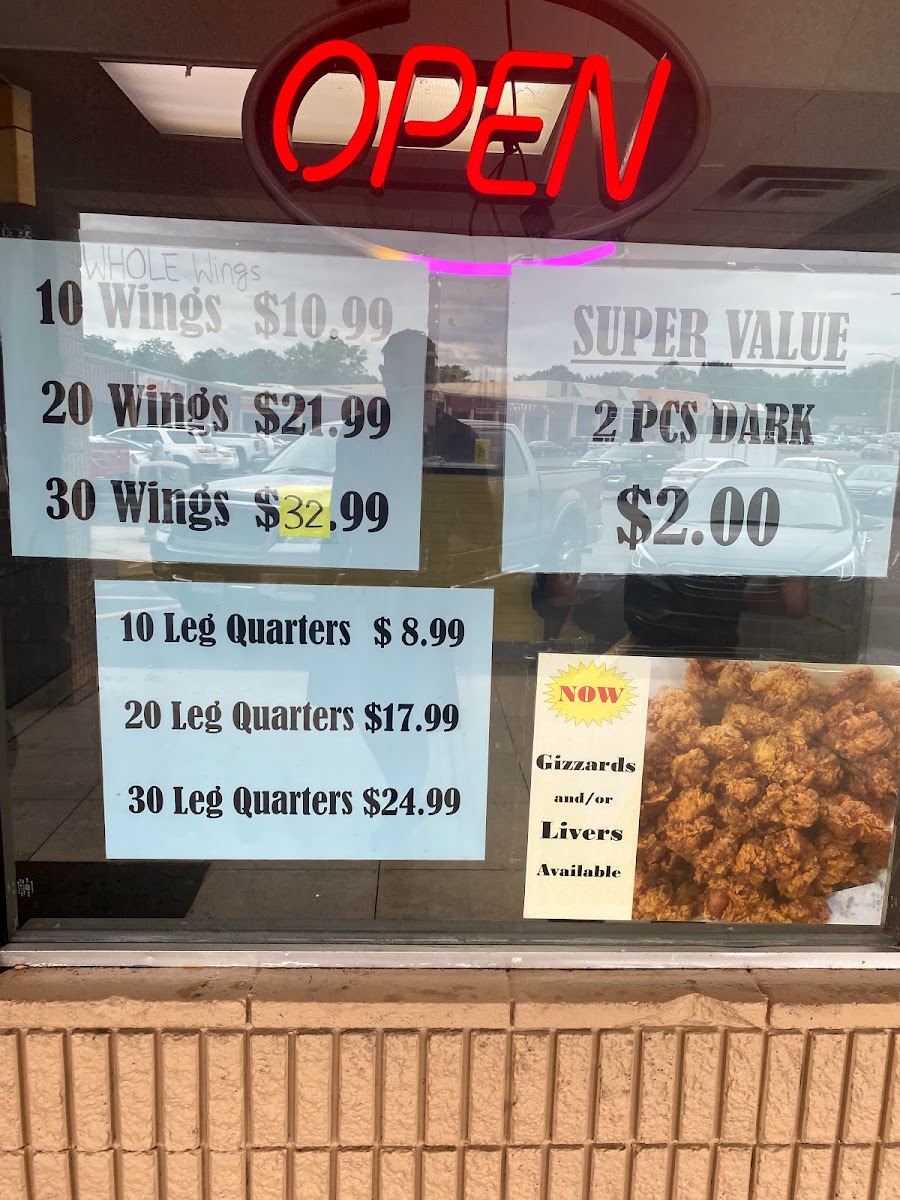 OPEN
WHOLE Wings
10 Wings $10.99
20 Wings $21.99
30 Wings $32.99
SUPER VALUE
2 PCS DARK
$2.00
10 Leg Quarters $ 8.99
20 Leg Quarters $17.99
30 Leg Quarters $24.99
NOW
Gizzards
and/or
Livers
Available